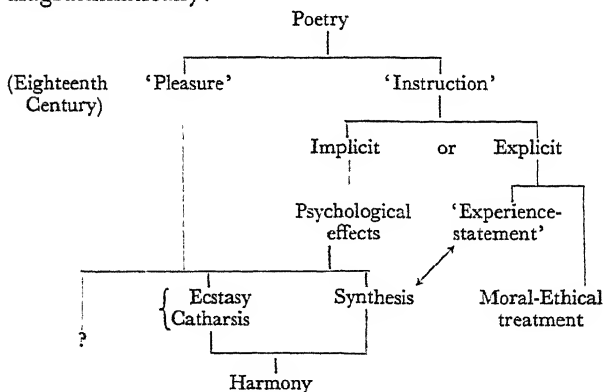 diagrammatically:
Poetry
(Eighteenth 'Pleasure' 'Instruction'
Century)
Implicit or Explicit
Psychological 'Experience-
effects statement'
{ Ecstasy Synthesis Moral-Ethical
Catharsis treatment
?
Harmony